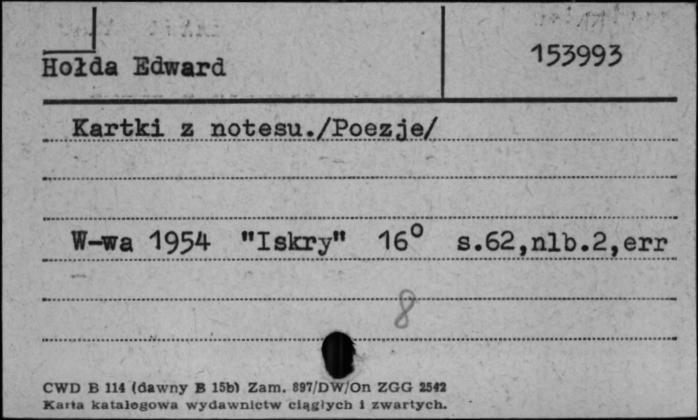 Hołda Edward
153993
Kartki z notesu./Poezje/
W-wa 1954 "Iskry" 16° s.62,nlb.2,err
8
CWD B 114 (dawny B 15b) Zam. 897/DW/On ZGG 2542
Karta katalogowa wydawnictw ciągłych i zwartych.